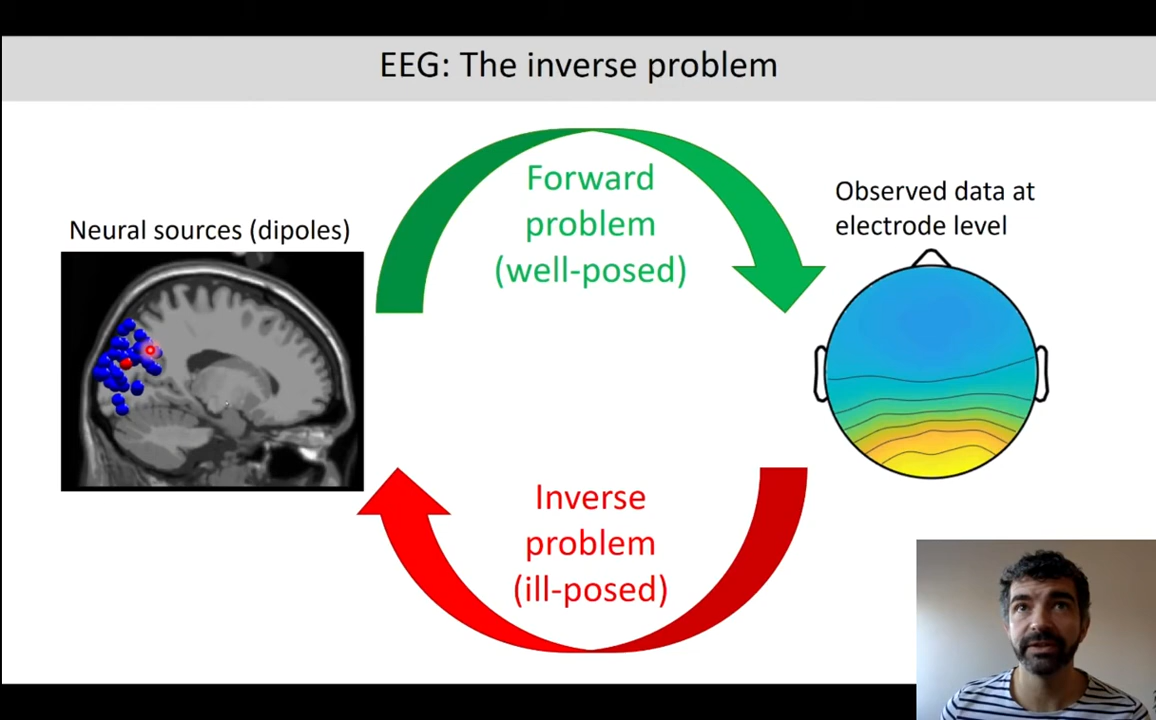 EEG: The inverse problem
Neural sources (dipoles)
Forward
problem
(well-posed)
Observed data at
electrode level
Inverse
problem
(ill-posed)